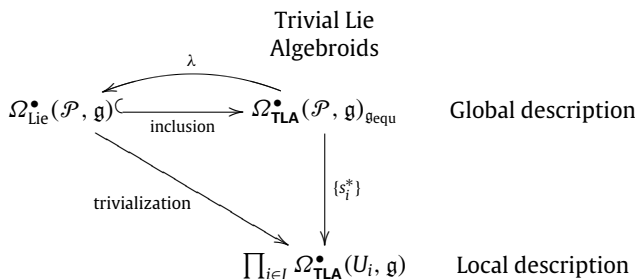 Trivial Lie
Algebroids
λ
Ω•Lie(𝒫, 𝔤) Ω•TLA(𝒫, 𝔤)𝔤equ Global description
inclusion
trivialization {s*i}
∏i∈I Ω•TLA(Ui, 𝔤) Local description